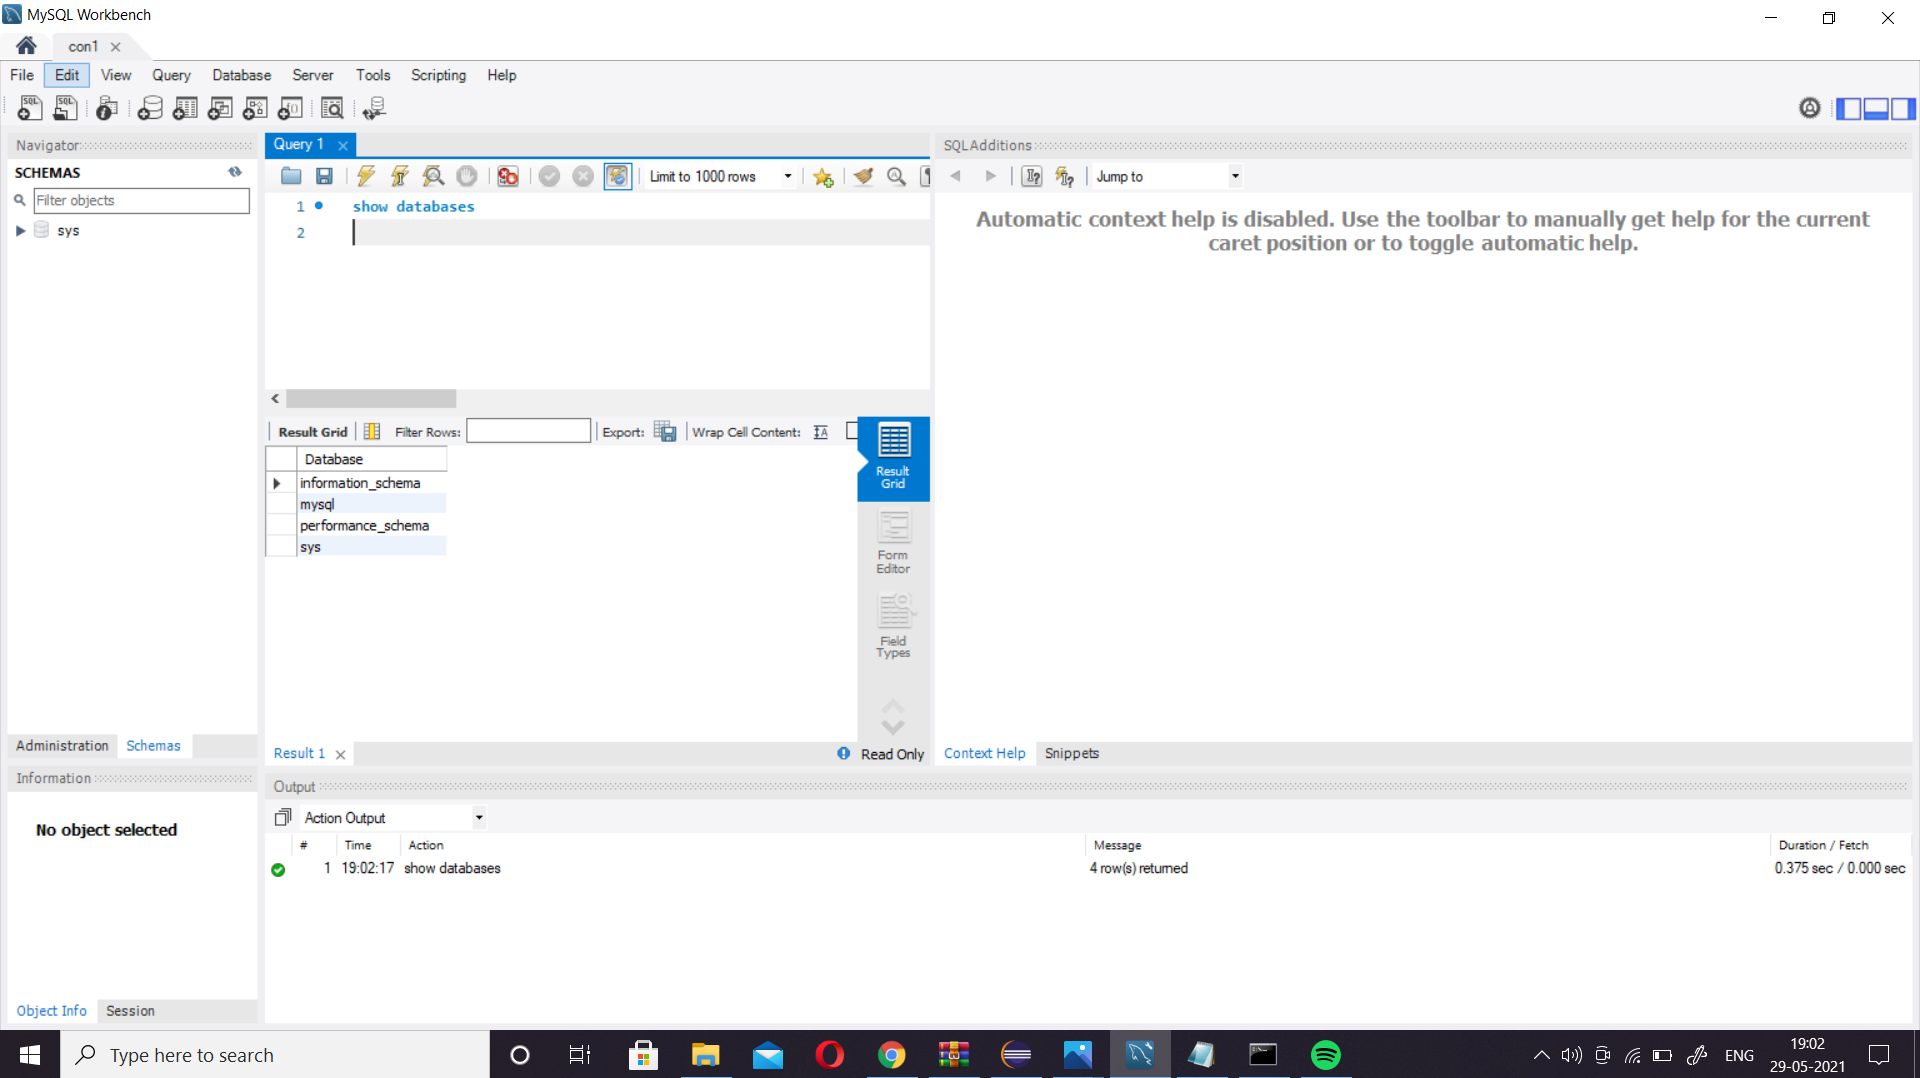 MySQL Workbench
con1
File Edit View Query Database Server Tools Scripting Help
Navigator
SCHEMAS
Filter objects
sys
Query 1
Limit to 1000 rows
1 show databases
2
SQLAdditions
Jump to
Automatic context help is disabled. Use the toolbar to manually get help for the current
caret position or to toggle automatic help.
Result Grid Filter Rows: Export: Wrap Cell Content:
Database
information_schema
mysql
performance_schema
sys
Result
Grid
Form
Editor
Field
Types
Administration Schemas
Result 1
Read Only
Context Help Snippets
Information
No object selected
Object Info Session
Output
Action Output
# Time Action Message Duration / Fetch
1 19:02:17 show databases 4 row(s) returned 0.375 sec / 0.000 sec
Type here to search
ENG
19:02
29-05-2021